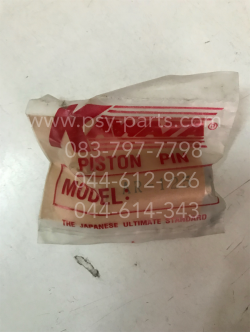 www.psy-parts.com
®
083-797-7798
PISTON PIN
044-612-926
MODEL:
044-614-343
THE JAPANESE ULTIMATE STANDARD